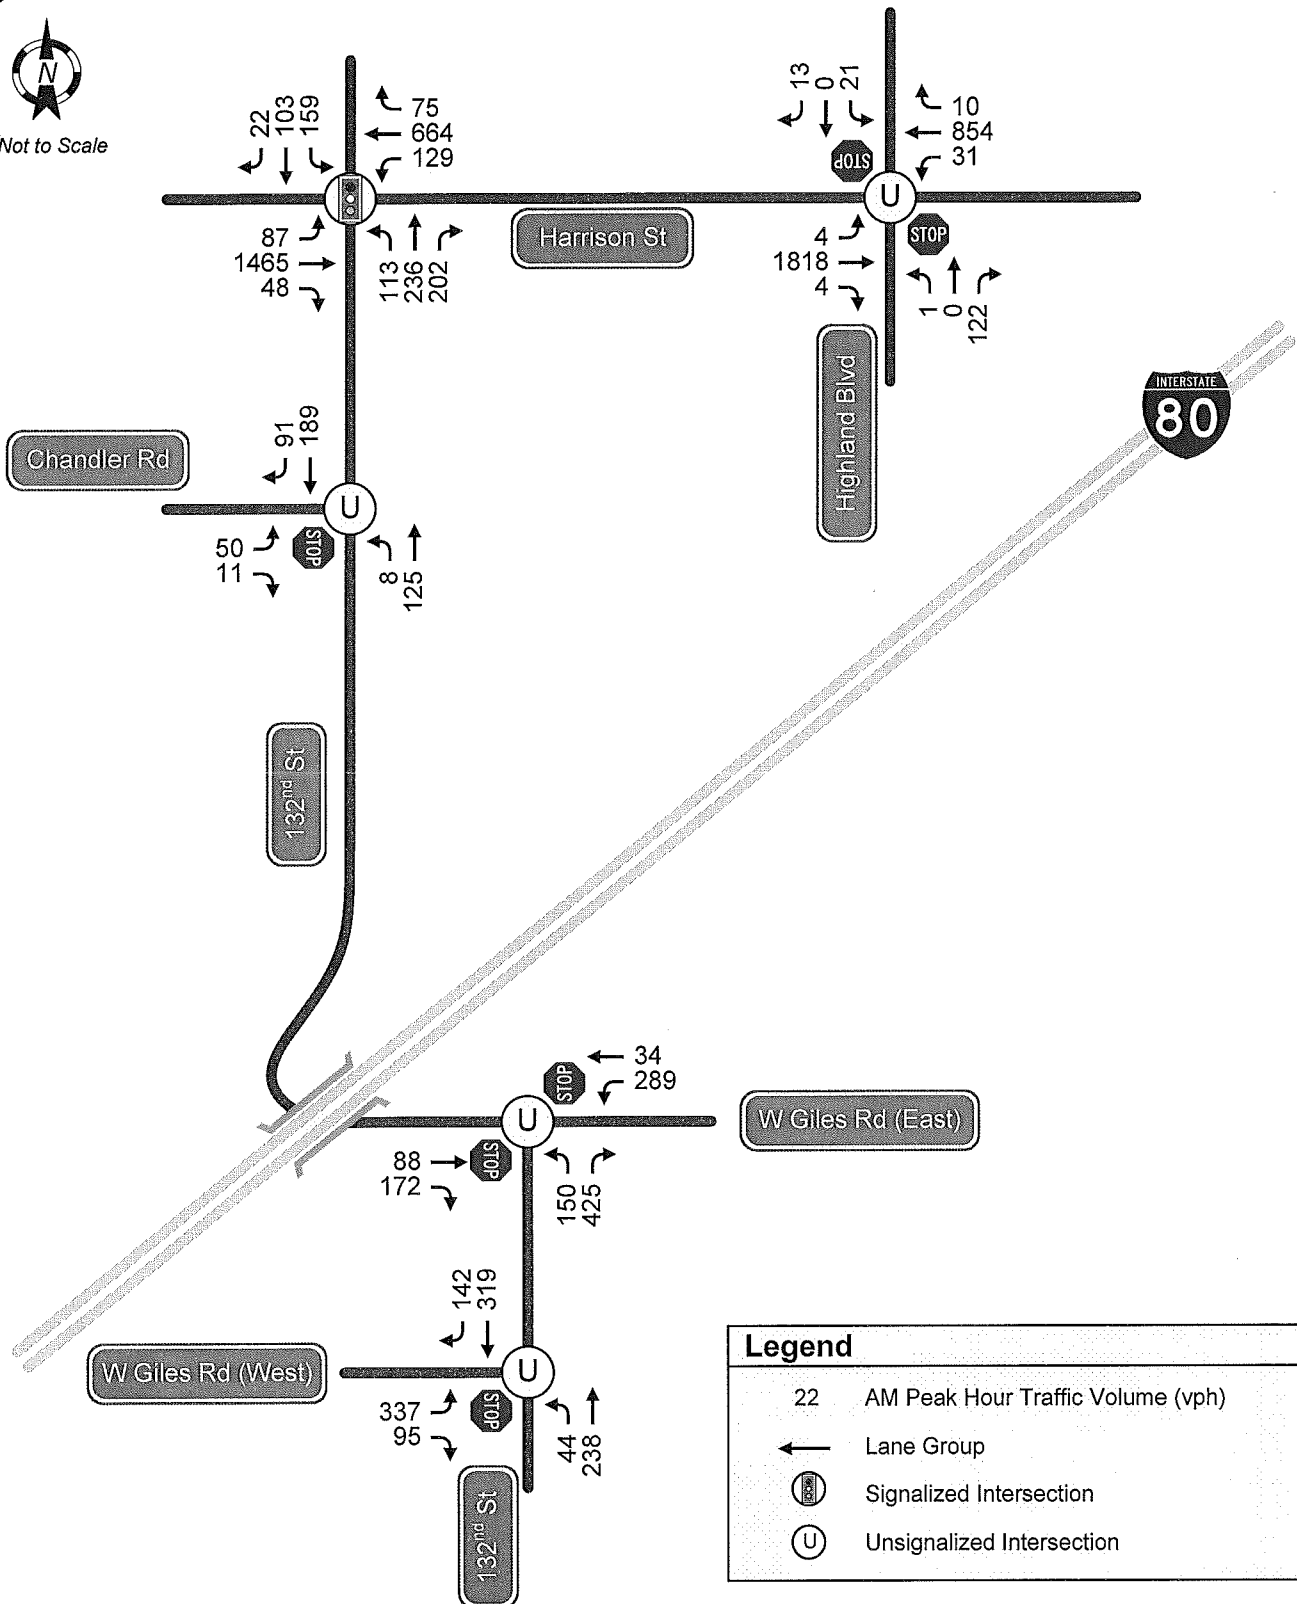 N
Not to Scale
22
103
159
75
664
129
87
1465
48
113
236
202
Harrison St
13
0
21
10
854
31
STOP
U
STOP
4
1818
4
1
0
122
Highland Blvd
INTERSTATE
80
Chandler Rd
91
189
U
50
11
STOP
8
125
132nd St
34
289
STOP
U
W Giles Rd (East)
88
172
STOP
150
425
142
319
W Giles Rd (West)
U
337
95
STOP
44
238
132nd St
Legend
22 AM Peak Hour Traffic Volume (vph)
Lane Group
Signalized Intersection
U Unsignalized Intersection